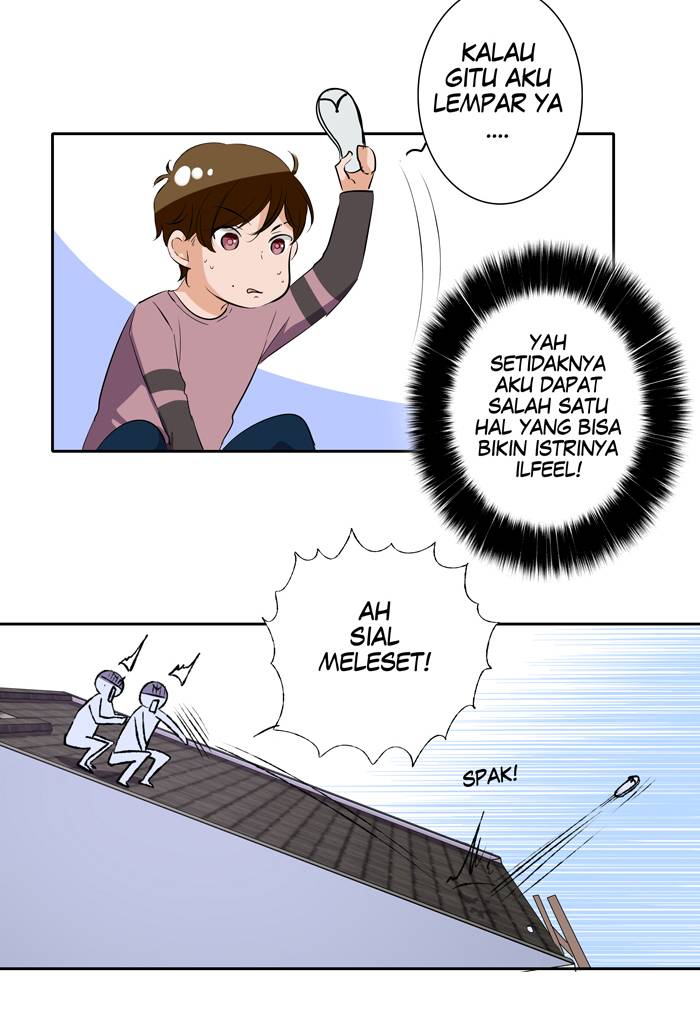 KALAU
GITU AKU
LEMPAR YA
....
YAH
SETIDAKNYA
AKU DAPAT
SALAH SATU
HAL YANG BISA
BIKIN ISTRINYA
ILFEEL!
AH
SIAL
MELESET!
SPAK!